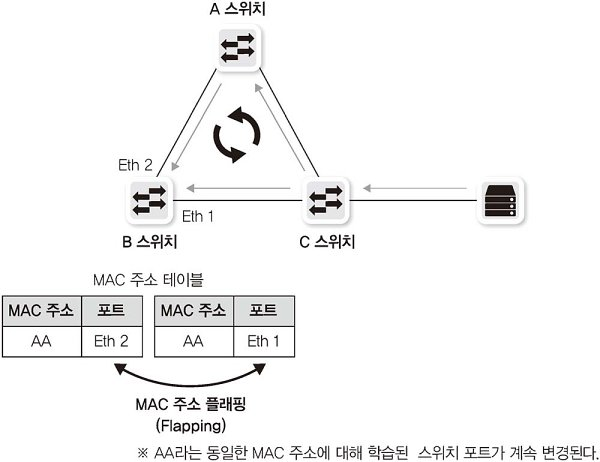 A 스위치
Eth 2
Eth 1
B 스위치
C 스위치
MAC 주소 테이블
MAC 주소 포트 MAC 주소 포트
AA Eth 2 AA Eth 1
MAC 주소 플래핑
(Flapping)
※ AA라는 동일한 MAC 주소에 대해 학습된 스위치 포트가 계속 변경된다.